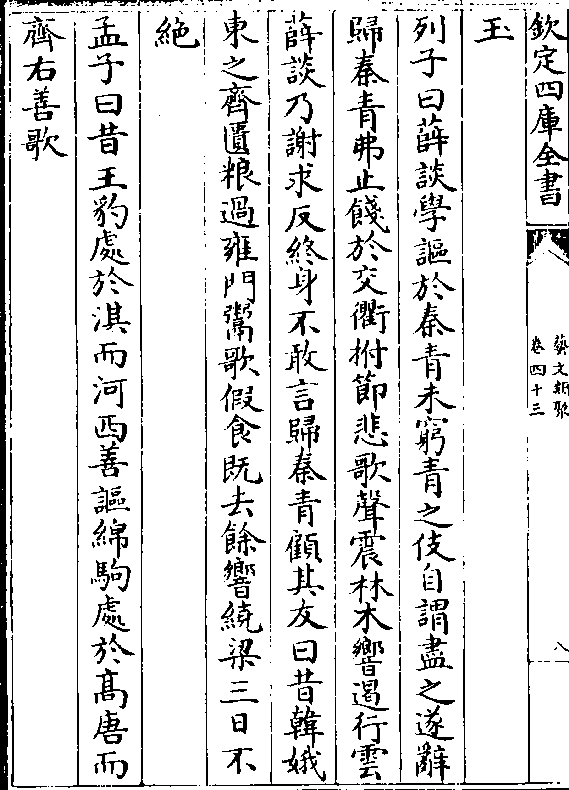 欽定四庫全書
藝文類聚
卷四十三
八
玉
列子曰薛談學謳於秦青未窮青之伎自謂盡之遂辭
歸秦青弗止餞於交衢拊節悲歌聲震林木響遏行雲
薛談乃謝求反終身不敢言歸秦青顧其友曰昔韓娥
東之齊匱粮過雍門鬻歌假食既去餘響繞梁三日不
絶
孟子曰昔王豹處於淇而河西善謳綿駒處於髙唐而
齊右善歌